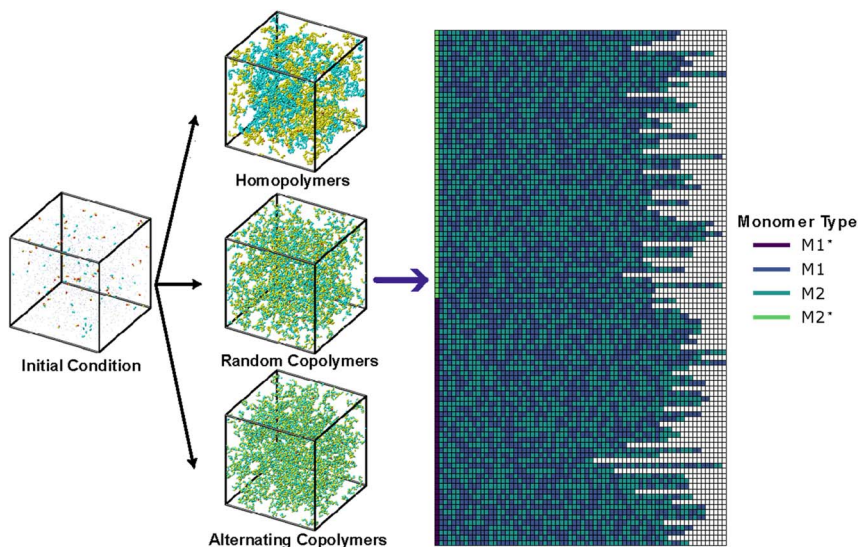 Initial Condition
Homopolymers
Random Copolymers
Alternating Copolymers
Monomer Type
M1*
M1
M2
M2*